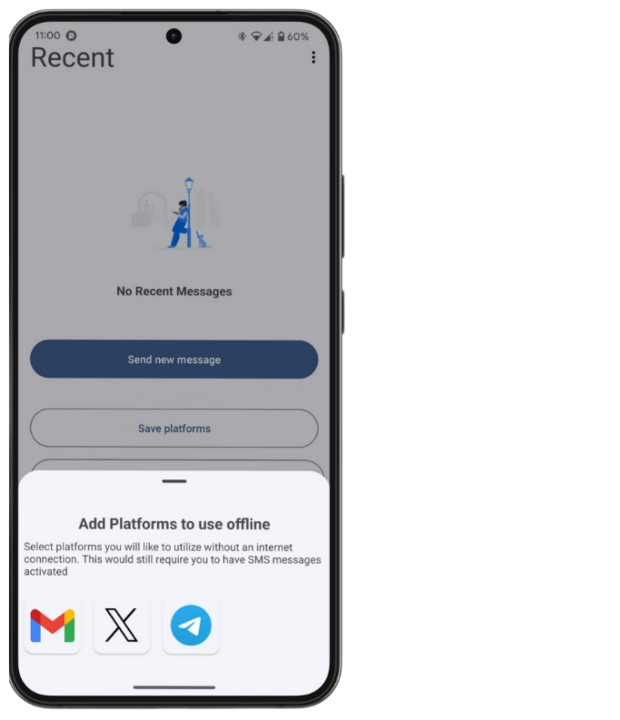 11:00 60%
Recent
No Recent Messages
Send new message
Save platforms
Add Platforms to use offline
Select platforms you will like to utilize without an internet
connection. This would still require you to have SMS messages
activated